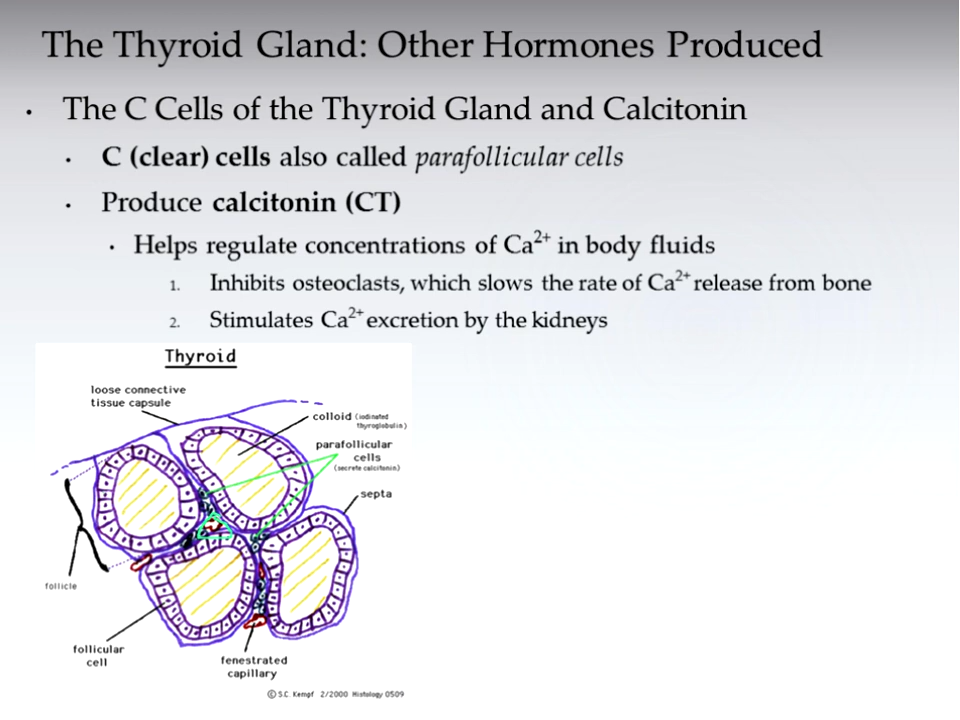 The Thyroid Gland: Other Hormones Produced
• The C Cells of the Thyroid Gland and Calcitonin
• C (clear) cells also called parafollicular cells
• Produce calcitonin (CT)
• Helps regulate concentrations of Ca²⁺ in body fluids
1. Inhibits osteoclasts, which slows the rate of Ca²⁺ release from bone
2. Stimulates Ca²⁺ excretion by the kidneys
Thyroid
loose connective
tissue capsule
colloid (iodinated
thyroglobulin)
parafollicular
cells
(secrete calcitonin)
septa
follicle
follicular
cell
fenestrated
capillary
© S.C. Kempf 2/2000 Histology 0509